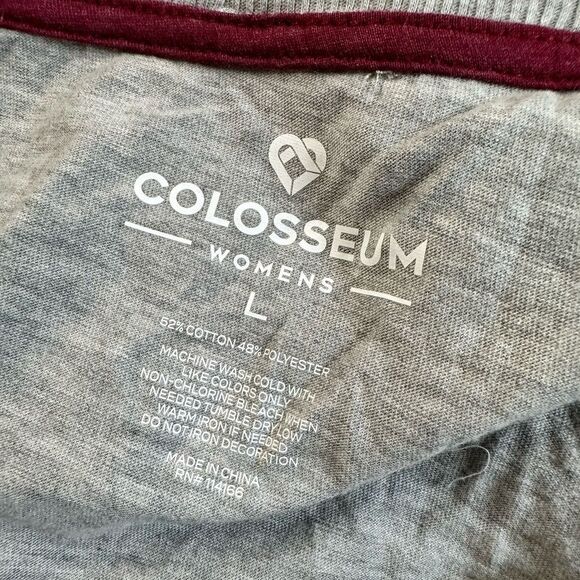 COLOSSEUM
WOMENS
L
52% COTTON 48% POLYESTER
MACHINE WASH COLD WITH
LIKE COLORS ONLY
NON-CHLORINE BLEACH WHEN
NEEDED TUMBLE DRY LOW
WARM IRON IF NEEDED
DO NOT IRON DECORATION
MADE IN CHINA
RN# 114166